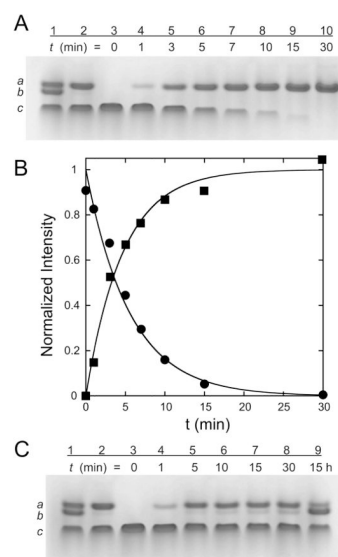 A
1 2 3 4 5 6 7 8 9 10
t (min) = 0 1 3 5 7 10 15 30
a
b
c
B
1
0.8
0.6
0.4
0.2
0
Normalized Intensity
0 5 10 15 20 25 30
t (min)
C
1 2 3 4 5 6 7 8 9
t (min) = 0 1 5 10 15 30 15 h
a
b
c